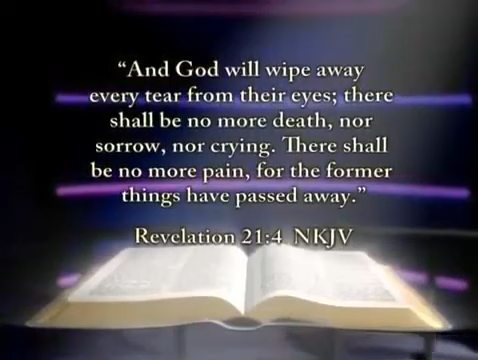 “And God will wipe away
every tear from their eyes; there
shall be no more death, nor
sorrow, nor crying. There shall
be no more pain, for the former
things have passed away.”
Revelation 21:4 NKJV